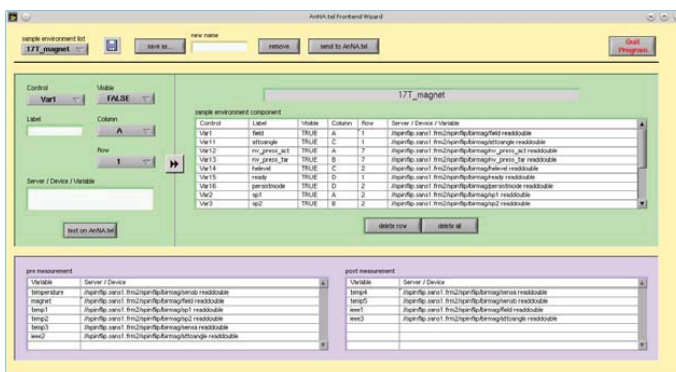 AnNA.tel Frontend Wizard
sample environment list
17T_magnet
save as...
new name
remove
send to AnNA.tel
Quit
Program
Control
Visible
Var1
FALSE
Label
Column
A
Row
1
Server / Device / Variable
test on AnNA.tel
17T_magnet
sample environment component
Control Label Visible Column Row Server / Device / Variable
Var1 field TRUE A 1 //spinflip.sans1.frm2/spinflip/birmag/field readdouble
Var11 sttoangle TRUE C 1 //spinflip.sans1.frm2/spinflip/birmag/sttoangle readdouble
Var12 nv_press_act TRUE A 7 //spinflip.sans1.frm2/spinflip/birmag/nv_press_act readdouble
Var13 nv_press_tar TRUE B 7 //spinflip.sans1.frm2/spinflip/birmag/nv_press_tar readdouble
Var14 helevel TRUE C 2 //spinflip.sans1.frm2/spinflip/birmag/helevel readdouble
Var15 ready TRUE D 1 //spinflip.sans1.frm2/spinflip/birmag/ready readdouble
Var16 persistmode TRUE D 2 //spinflip.sans1.frm2/spinflip/birmag/persistmode readdouble
Var2 sp1 TRUE A 2 //spinflip.sans1.frm2/spinflip/birmag/sp1 readdouble
Var3 sp2 TRUE B 2 //spinflip.sans1.frm2/spinflip/birmag/sp2 readdouble
delete row
delete all
pre measurement
Variable Server / Device
temperature //spinflip.sans1.frm2/spinflip/birmag/sensb readdouble
magnet //spinflip.sans1.frm2/spinflip/birmag/field readdouble
temp1 //spinflip.sans1.frm2/spinflip/birmag/sp1 readdouble
temp2 //spinflip.sans1.frm2/spinflip/birmag/sp2 readdouble
temp3 //spinflip.sans1.frm2/spinflip/birmag/sensa readdouble
ieee2 //spinflip.sans1.frm2/spinflip/birmag/sttoangle readdouble
post measurement
Variable Server / Device
temp4 //spinflip.sans1.frm2/spinflip/birmag/sensa readdouble
temp5 //spinflip.sans1.frm2/spinflip/birmag/sensb readdouble
ieee1 //spinflip.sans1.frm2/spinflip/birmag/field readdouble
ieee3 //spinflip.sans1.frm2/spinflip/birmag/sttoangle readdouble